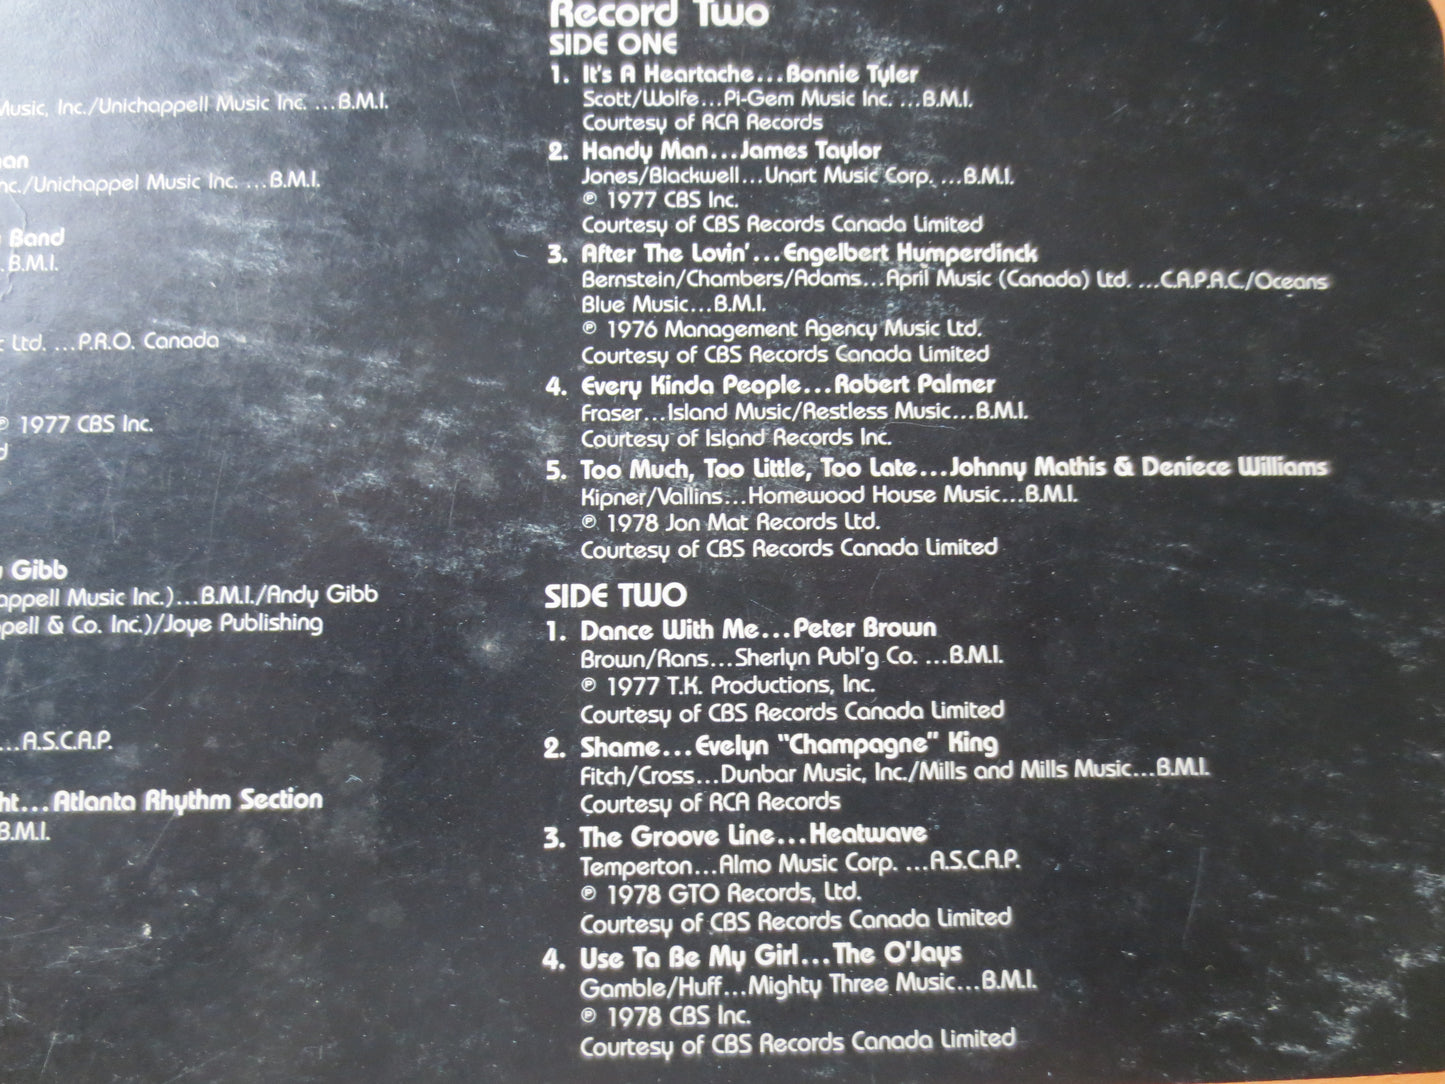 Music, Inc./Unichappell Music Inc. ...B.M.I.
Inc./Unichappel Music Inc. ...B.M.I.
Band
. B.M.I.
Ltd. ...P.R.O. Canada
℗ 1977 CBS Inc.
Gibb
appell Music Inc.)...B.M.I./Andy Gibb
pell & Co. Inc.)/Joye Publishing
...A.S.C.A.P.
ht...Atlanta Rhythm Section
B.M.I.
Record Two
SIDE ONE
1. It's A Heartache...Bonnie Tyler
Scott/Wolfe...Pi-Gem Music Inc. ...B.M.I.
Courtesy of RCA Records
2. Handy Man...James Taylor
Jones/Blackwell...Unart Music Corp. ...B.M.I.
℗ 1977 CBS Inc.
Courtesy of CBS Records Canada Limited
3. After The Lovin'...Engelbert Humperdinck
Bernstein/Chambers/Adams...April Music (Canada) Ltd. ...C.A.P.A.C./Oceans
Blue Music...B.M.I.
℗ 1976 Management Agency Music Ltd.
Courtesy of CBS Records Canada Limited
4. Every Kinda People...Robert Palmer
Fraser...Island Music/Restless Music...B.M.I.
Courtesy of Island Records Inc.
5. Too Much, Too Little, Too Late...Johnny Mathis & Deniece Williams
Kipner/Vallins...Homewood House Music...B.M.I.
℗ 1978 Jon Mat Records Ltd.
Courtesy of CBS Records Canada Limited
SIDE TWO
1. Dance With Me...Peter Brown
Brown/Rans...Sherlyn Publ'g Co. ...B.M.I.
℗ 1977 T.K. Productions, Inc.
Courtesy of CBS Records Canada Limited
2. Shame...Evelyn "Champagne" King
Fitch/Cross...Dunbar Music, Inc./Mills and Mills Music...B.M.I.
Courtesy of RCA Records
3. The Groove Line...Heatwave
Temperton...Almo Music Corp. ...A.S.C.A.P.
℗ 1978 GTO Records, Ltd.
Courtesy of CBS Records Canada Limited
4. Use Ta Be My Girl...The O'Jays
Gamble/Huff...Mighty Three Music...B.M.I.
℗ 1978 CBS Inc.
Courtesy of CBS Records Canada Limited